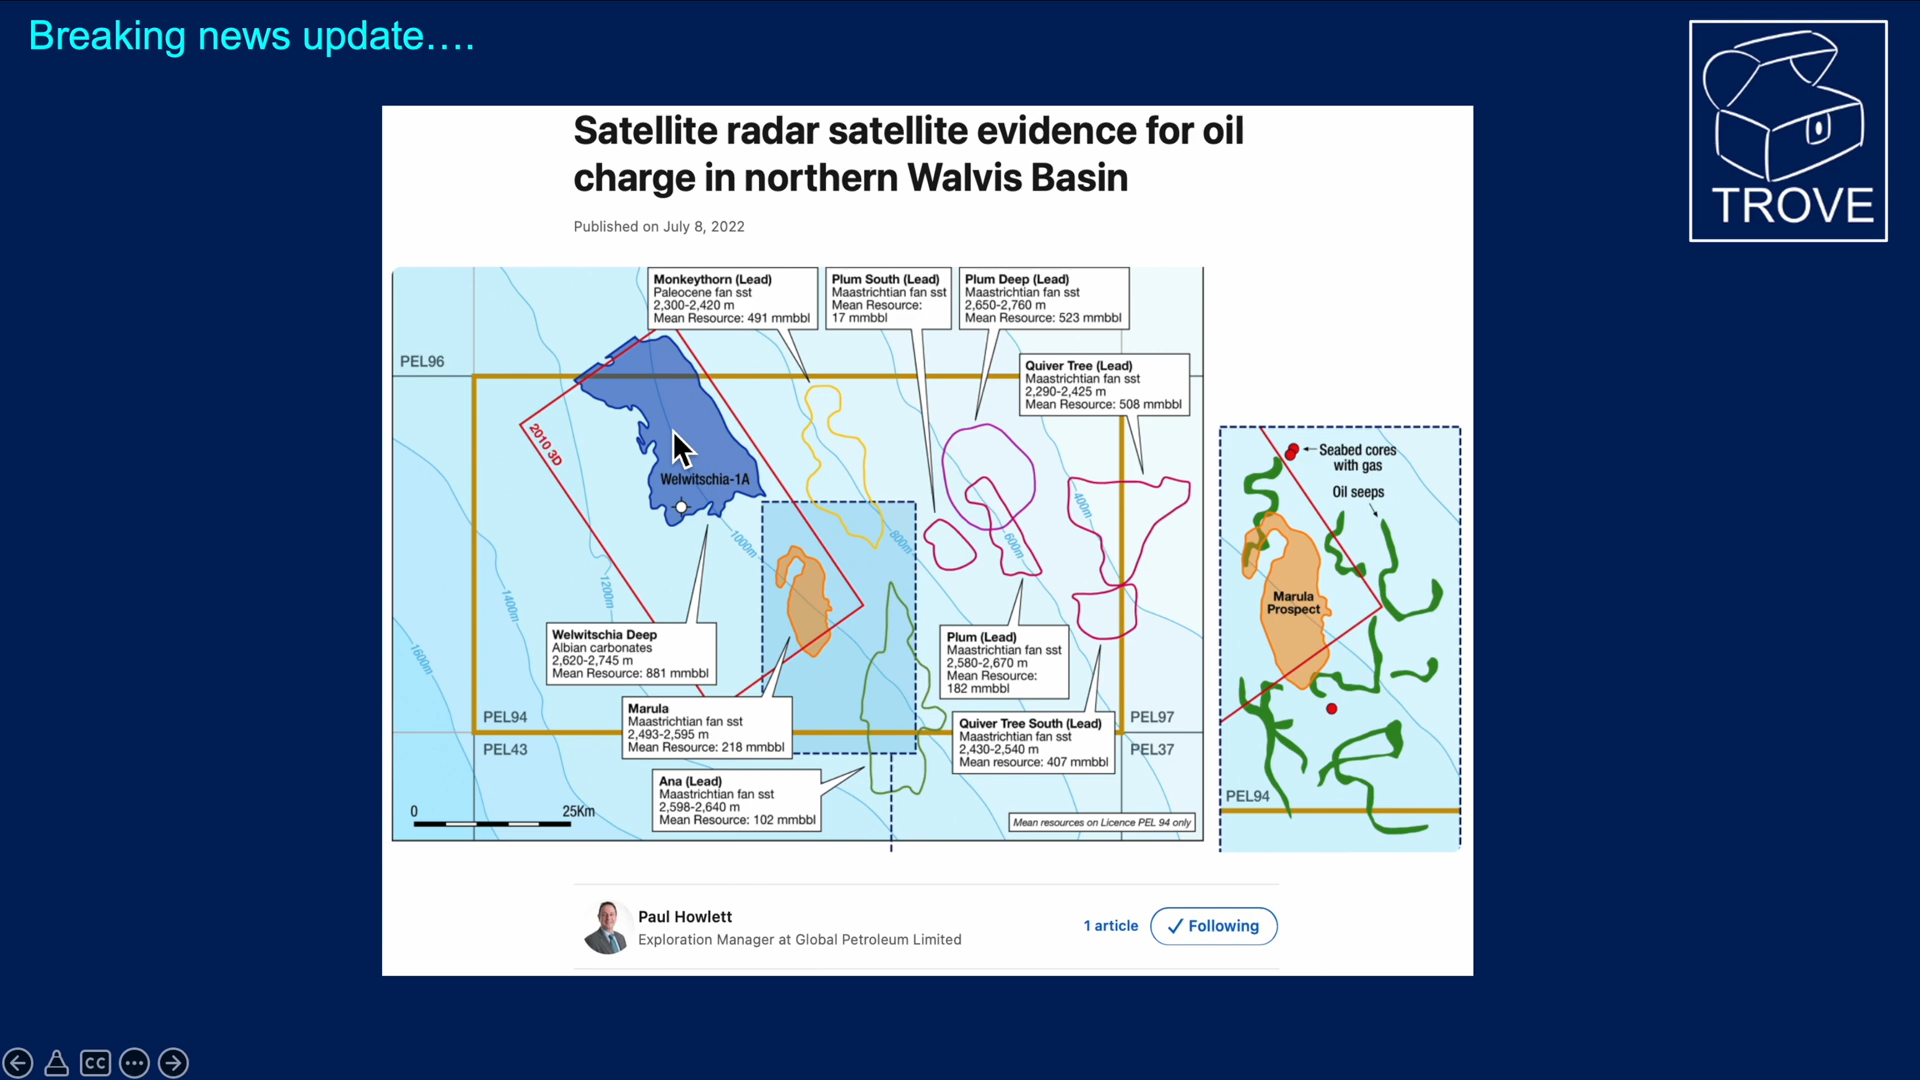 Breaking news update....
TROVE
Satellite radar satellite evidence for oil
charge in northern Walvis Basin
Published on July 8, 2022
Monkeythorn (Lead)
Paleocene fan sst
2,300-2,420 m
Mean Resource: 491 mmbbl
Plum South (Lead)
Maastrichtian fan sst
Mean Resource:
17 mmbbl
Plum Deep (Lead)
Maastrichtian fan sst
2,650-2,760 m
Mean Resource: 523 mmbbl
Quiver Tree (Lead)
Maastrichtian fan sst
2,290-2,425 m
Mean Resource: 508 mmbbl
PEL96
2010 3D
Welwitschia-1A
400m
600m
800m
1000m
1200m
1400m
1600m
Welwitschia Deep
Albian carbonates
2,620-2,745 m
Mean Resource: 881 mmbbl
Plum (Lead)
Maastrichtian fan sst
2,580-2,670 m
Mean Resource:
182 mmbbl
Marula
Maastrichtian fan sst
2,493-2,595 m
Mean Resource: 218 mmbbl
Quiver Tree South (Lead)
Maastrichtian fan sst
2,430-2,540 m
Mean resource: 407 mmbbl
PEL94
PEL43
PEL97
PEL37
Ana (Lead)
Maastrichtian fan sst
2,598-2,640 m
Mean Resource: 102 mmbbl
0
25Km
Mean resources on Licence PEL 94 only
Seabed cores
with gas
Oil seeps
Marula
Prospect
PEL94
Paul Howlett
Exploration Manager at Global Petroleum Limited
1 article
Following
CC